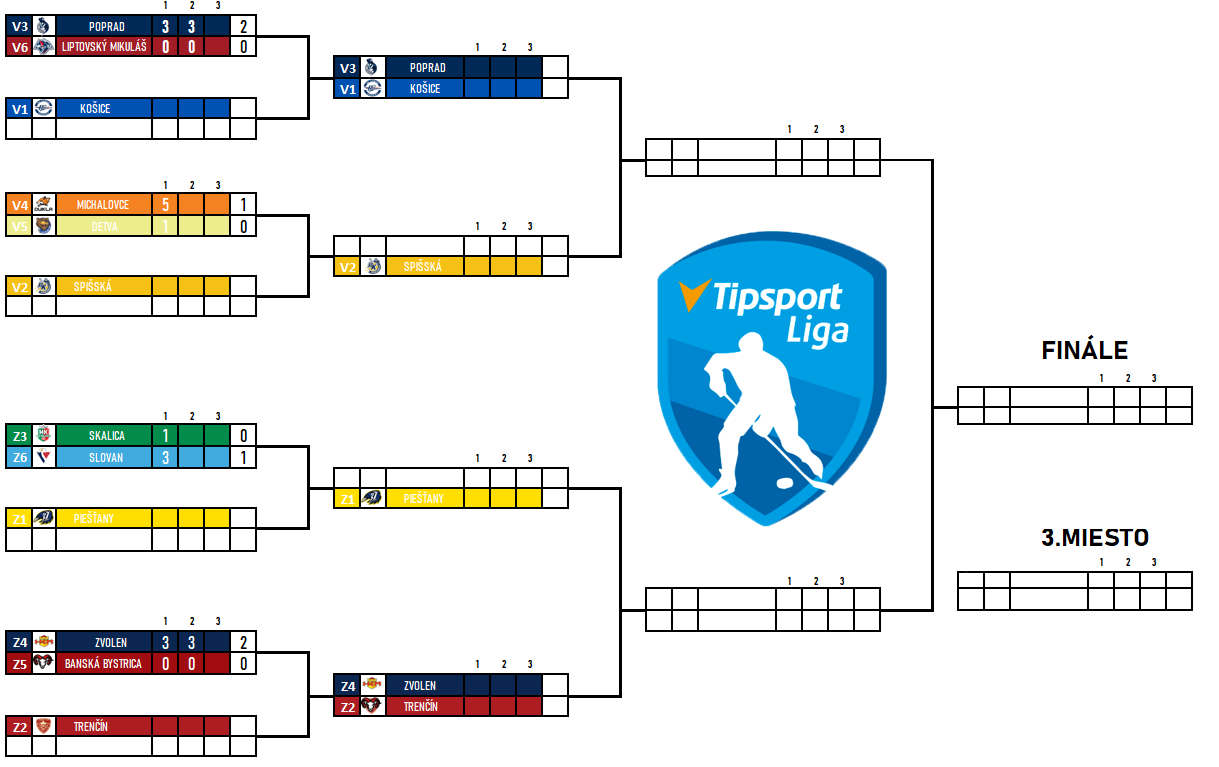 1 2 3
V3 POPRAD 3 3 2
V6 LIPTOVSKÝ MIKULÁŠ 0 0 0
1 2 3
V3 POPRAD
V1 KOŠICE
V1 KOŠICE
1 2 3
1 2 3
V4 DUKLA MICHALOVCE 5 1
V5 DETVA 1 0
1 2 3
V2 SPIŠSKÁ
V2 SPIŠSKÁ
Tipsport
Liga
FINÁLE
1 2 3
1 2 3
Z3 SKALICA 1 0
Z6 SLOVAN 3 1
1 2 3
Z1 PIEŠŤANY
Z1 PIEŠŤANY
3.MIESTO
1 2 3
1 2 3
1 2 3
Z4 ZVOLEN 3 3 2
Z5 BANSKÁ BYSTRICA 0 0 0
1 2 3
Z4 ZVOLEN
Z2 TRENČÍN
Z2 TRENČÍN